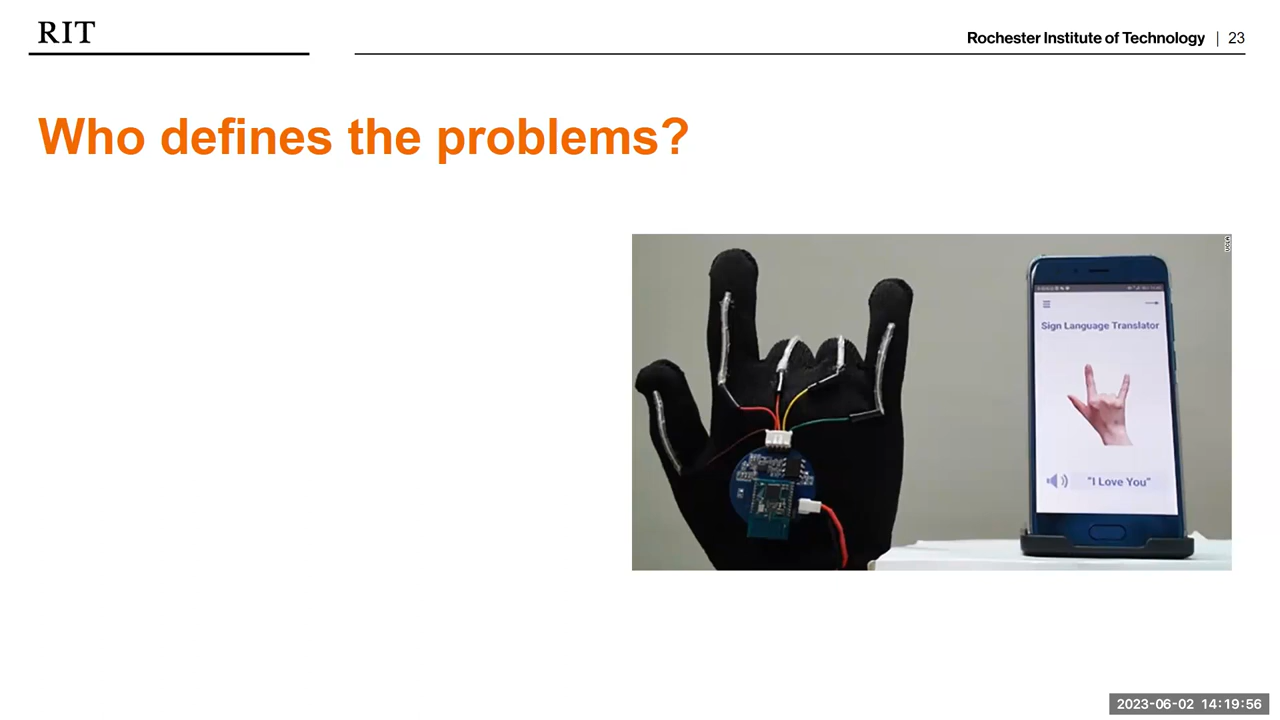 RIT
Rochester Institute of Technology | 23
Who defines the problems?
UCLA
Sign Language Translator
"I Love You"
2023-06-02 14:19:56